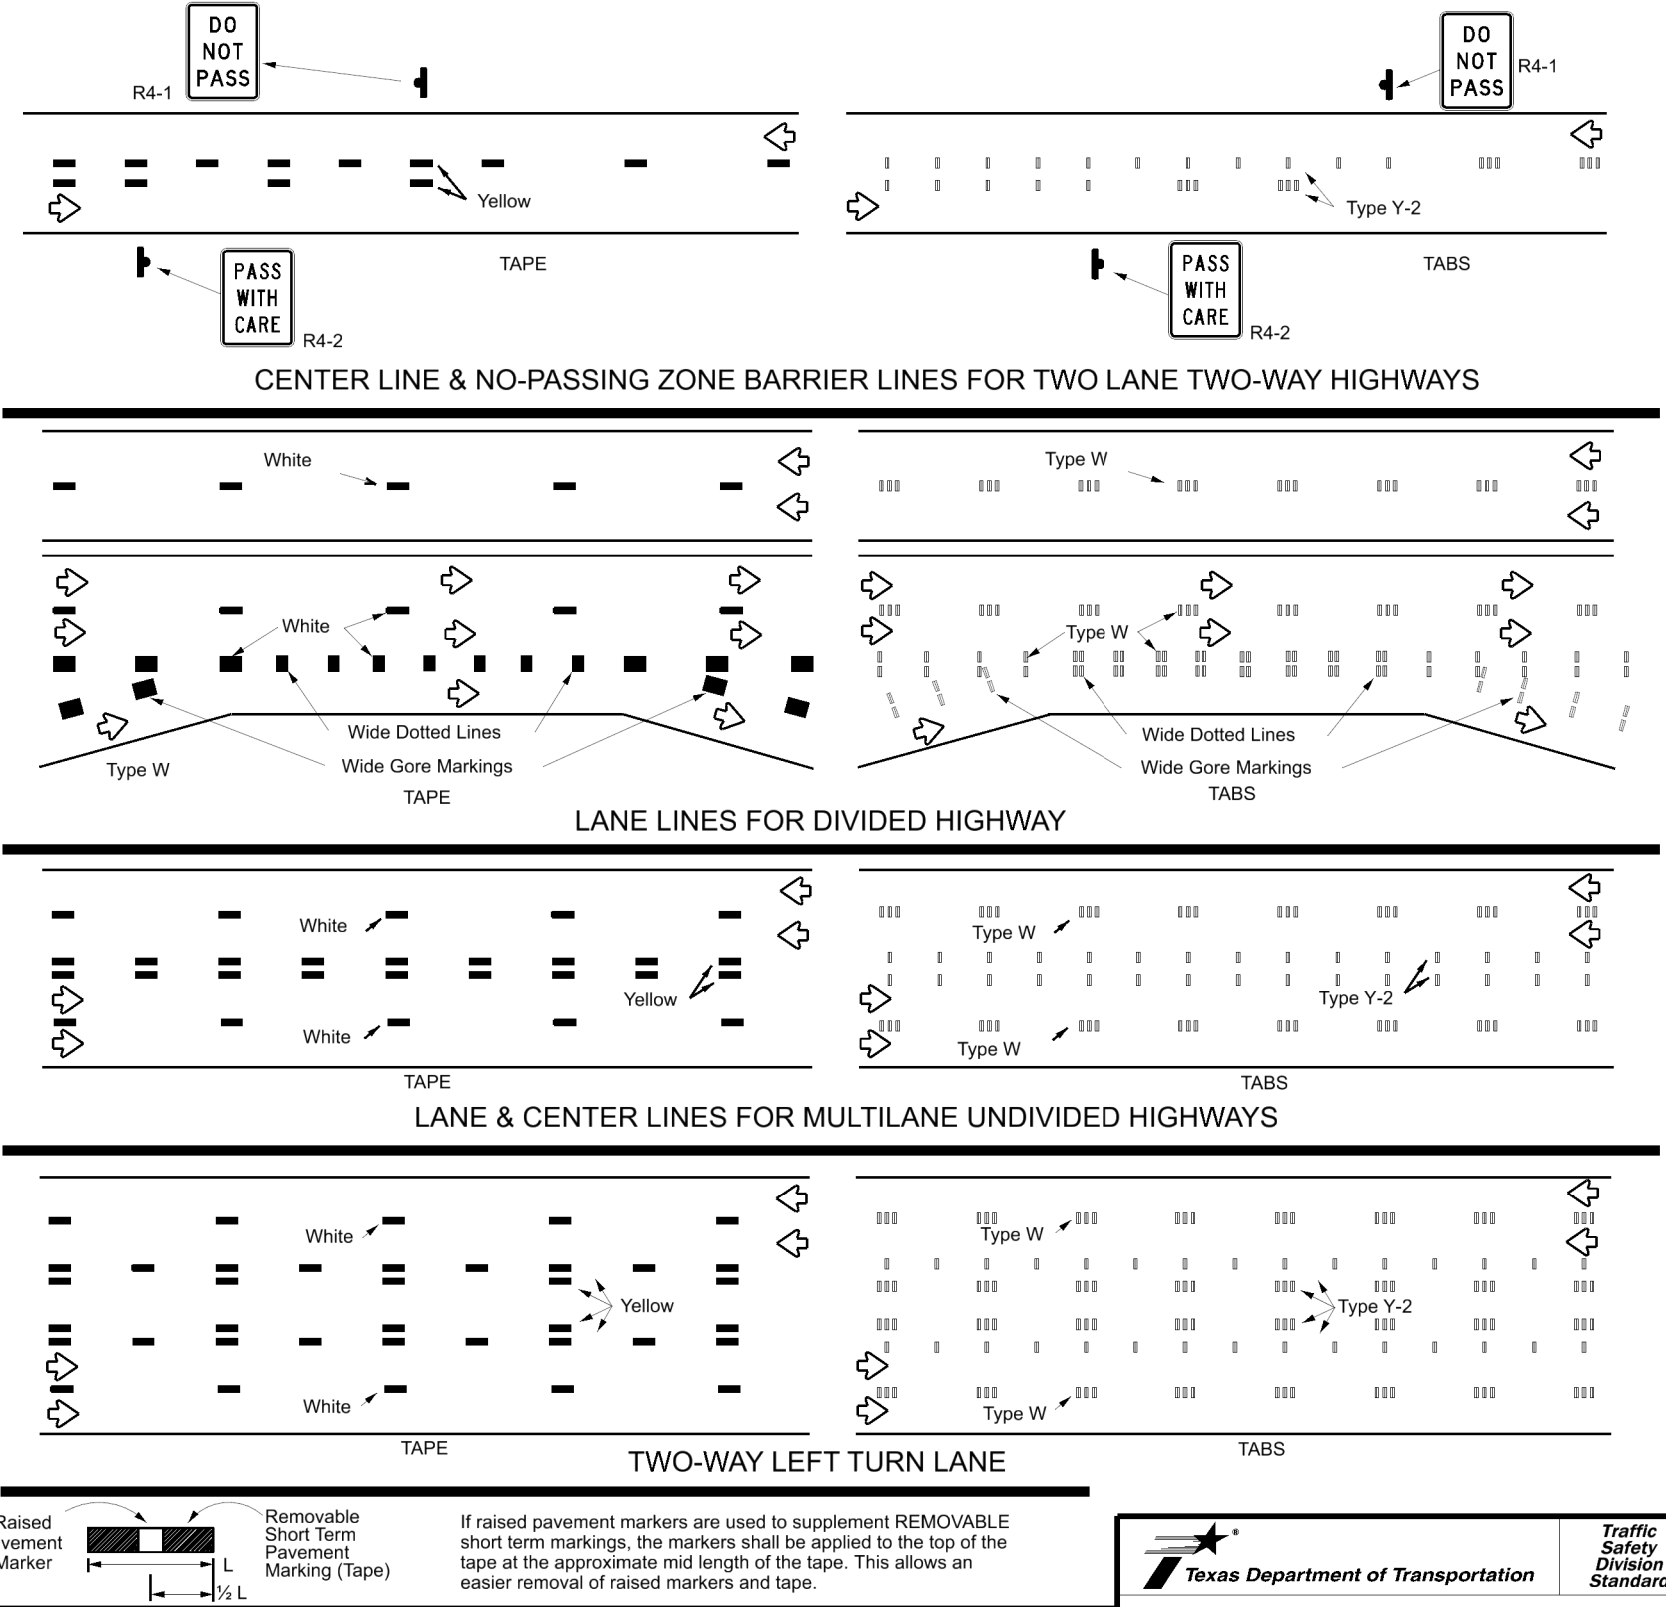 DO
NOT
PASS
R4-1
Yellow
TAPE
PASS
WITH
CARE
R4-2
DO
NOT
PASS
R4-1
Type Y-2
TABS
PASS
WITH
CARE
R4-2
CENTER LINE & NO-PASSING ZONE BARRIER LINES FOR TWO LANE TWO-WAY HIGHWAYS
White
Type W
White
Wide Dotted Lines
Wide Gore Markings
Type W
TAPE
Type W
Wide Dotted Lines
Wide Gore Markings
TABS
LANE LINES FOR DIVIDED HIGHWAY
White
Yellow
White
TAPE
Type W
Type Y-2
Type W
TABS
LANE & CENTER LINES FOR MULTILANE UNDIVIDED HIGHWAYS
White
Yellow
White
TAPE
Type W
Type Y-2
Type W
TABS
TWO-WAY LEFT TURN LANE
Raised
vement
Marker
L
½ L
Removable
Short Term
Pavement
Marking (Tape)
If raised pavement markers are used to supplement REMOVABLE
short term markings, the markers shall be applied to the top of the
tape at the approximate mid length of the tape. This allows an
easier removal of raised markers and tape.
®
Texas Department of Transportation
Traffic
Safety
Division
Standard